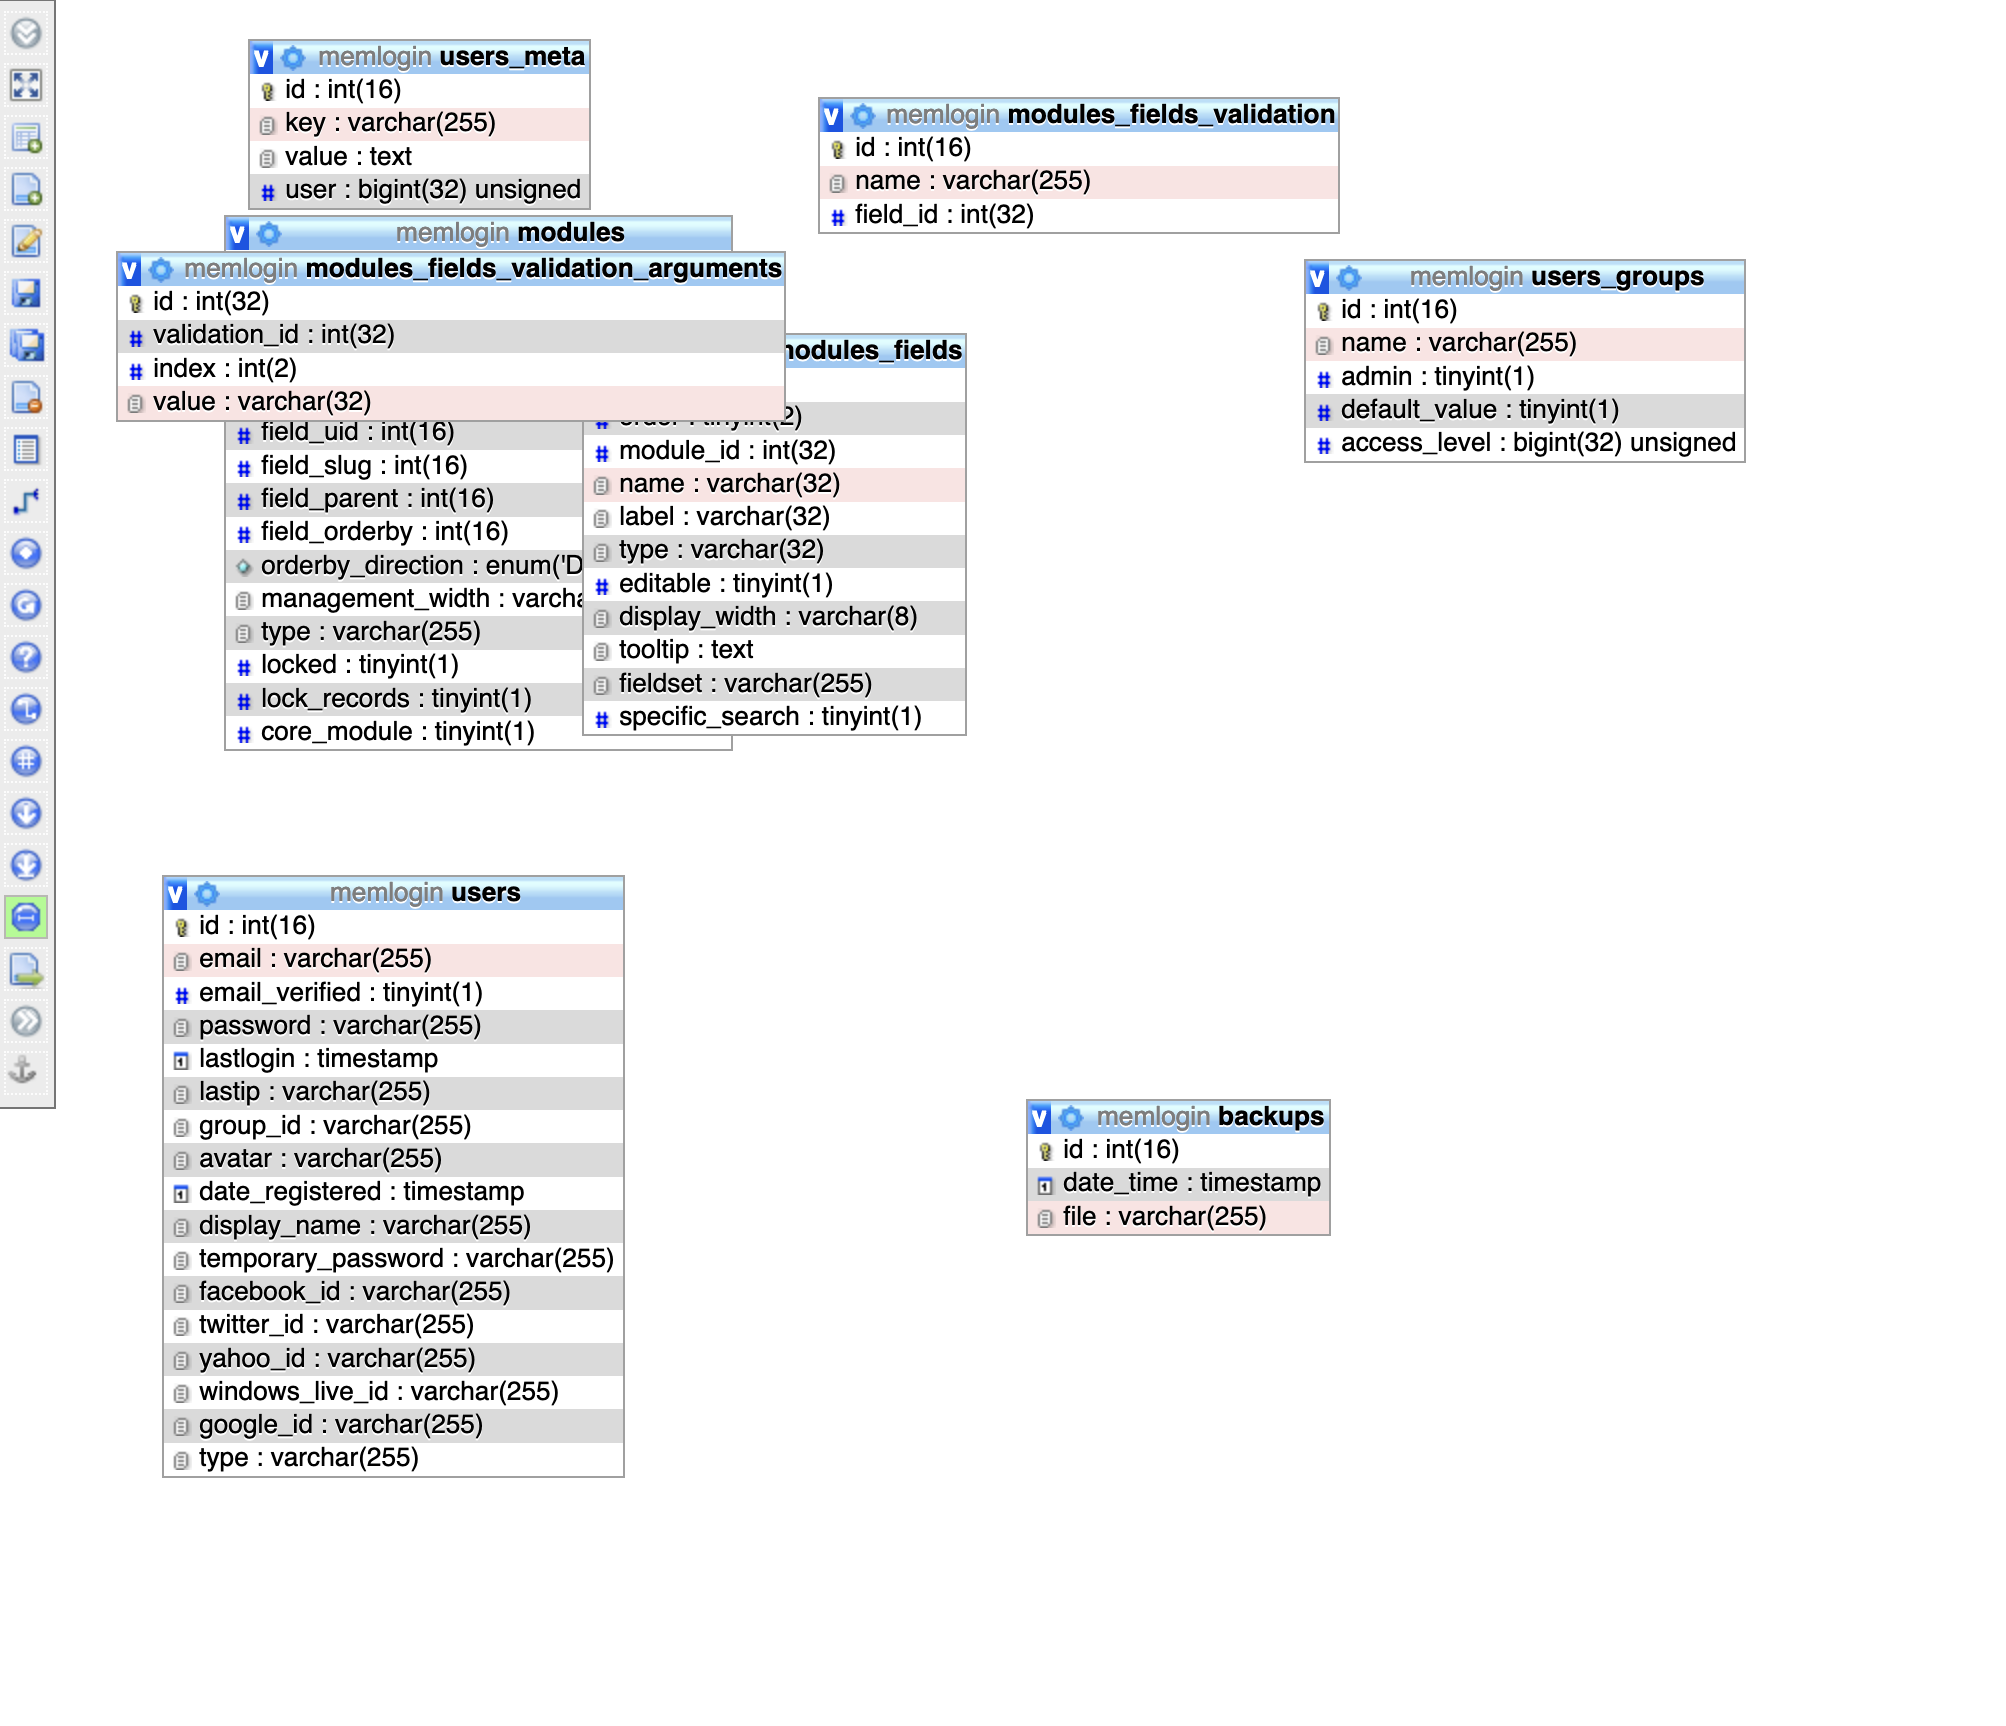 memlogin users_meta
id : int(16)
key : varchar(255)
value : text
user : bigint(32) unsigned
memlogin modules_fields_validation
id : int(16)
name : varchar(255)
field_id : int(32)
memlogin modules
memlogin modules_fields_validation_arguments
id : int(32)
validation_id : int(32)
index : int(2)
value : varchar(32)
field_uid : int(16)
field_slug : int(16)
field_parent : int(16)
field_orderby : int(16)
orderby_direction : enum('D
management_width : varcha
type : varchar(255)
locked : tinyint(1)
lock_records : tinyint(1)
core_module : tinyint(1)
modules_fields
order : tinyint(2)
module_id : int(32)
name : varchar(32)
label : varchar(32)
type : varchar(32)
editable : tinyint(1)
display_width : varchar(8)
tooltip : text
fieldset : varchar(255)
specific_search : tinyint(1)
memlogin users_groups
id : int(16)
name : varchar(255)
admin : tinyint(1)
default_value : tinyint(1)
access_level : bigint(32) unsigned
memlogin users
id : int(16)
email : varchar(255)
email_verified : tinyint(1)
password : varchar(255)
lastlogin : timestamp
lastip : varchar(255)
group_id : varchar(255)
avatar : varchar(255)
date_registered : timestamp
display_name : varchar(255)
temporary_password : varchar(255)
facebook_id : varchar(255)
twitter_id : varchar(255)
yahoo_id : varchar(255)
windows_live_id : varchar(255)
google_id : varchar(255)
type : varchar(255)
memlogin backups
id : int(16)
date_time : timestamp
file : varchar(255)